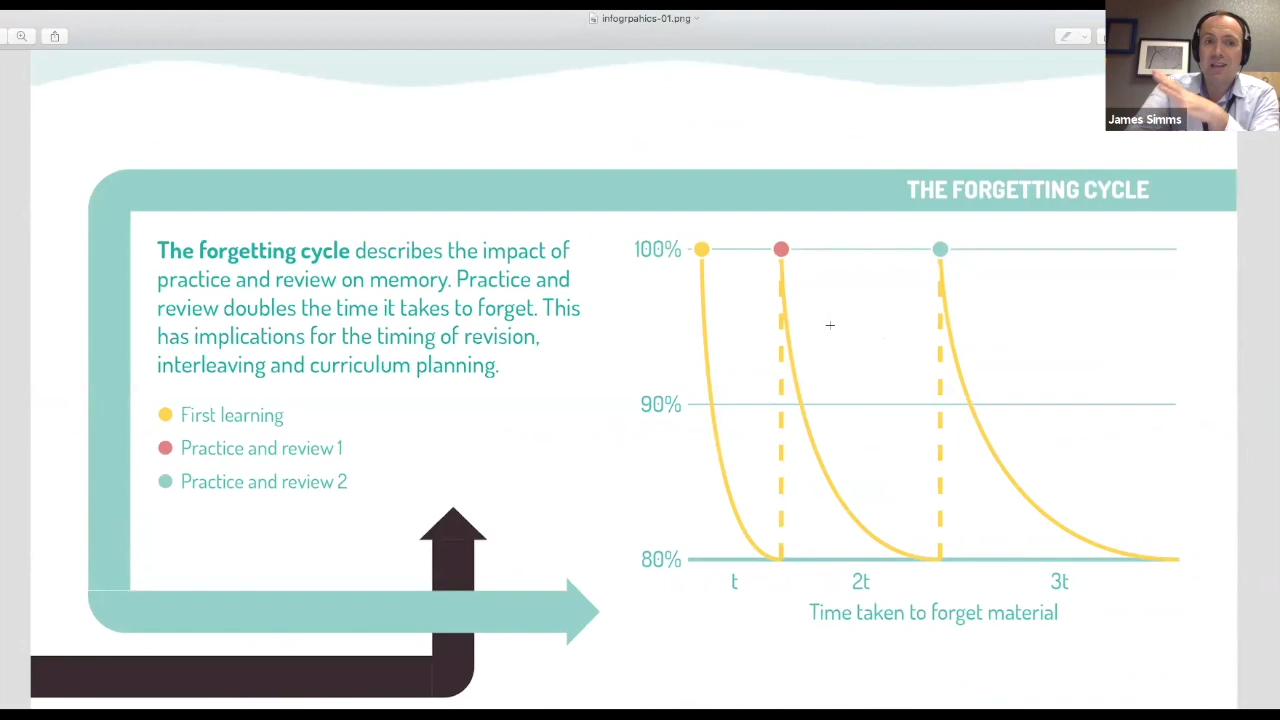 infogrpahics-01.png
James Simms
THE FORGETTING CYCLE
The forgetting cycle describes the impact of
practice and review on memory. Practice and
review doubles the time it takes to forget. This
has implications for the timing of revision,
interleaving and curriculum planning.
First learning
Practice and review 1
Practice and review 2
100%
90%
80%
t 2t 3t
Time taken to forget material